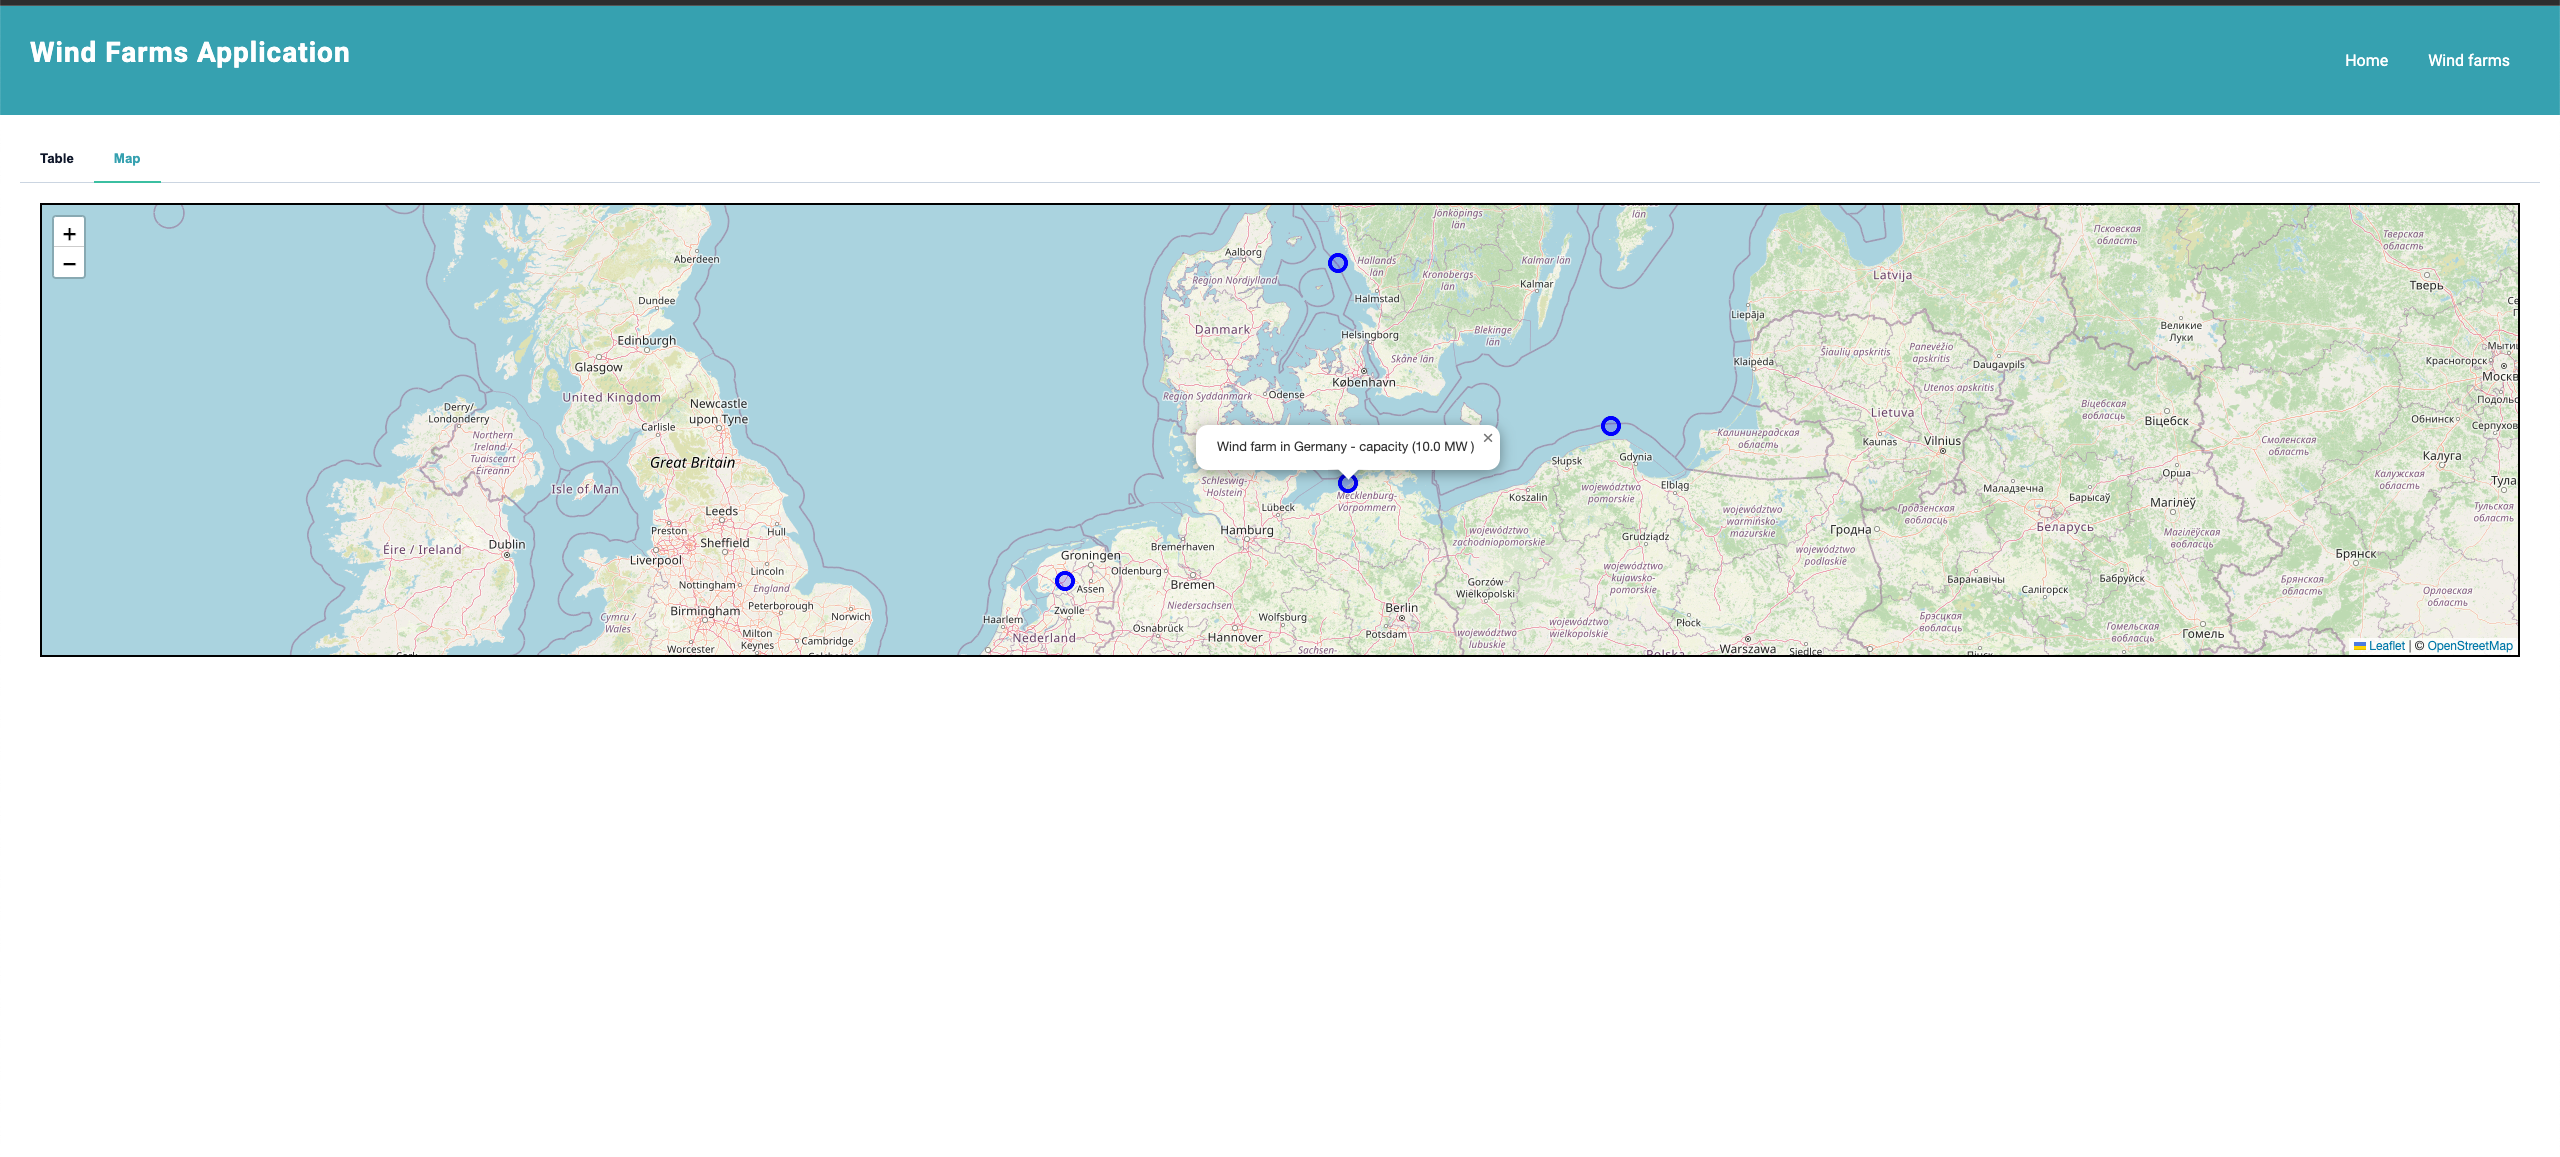 Wind Farms Application
Home
Wind farms
Table
Map
+
−
Aberdeen
Dundee
Edinburgh
Glasgow
United Kingdom
Newcastle
upon Tyne
Carlisle
Derry/
Londonderry
Northern
Ireland /
Tuaisceart
Éireann
Great Britain
Isle of Man
Leeds
Preston
Hull
Sheffield
Liverpool
Dublin
Éire / Ireland
Lincoln
Nottingham
England
Birmingham
Peterborough
Norwich
Cymru /
Wales
Milton
Keynes
Cambridge
Worcester
Aalborg
Region Nordjylland
Danmark
Region Syddanmark
Odense
København
Helsingborg
Halmstad
Hallands
län
Jönköpings
län
Kronobergs
län
Kalmar län
Kalmar
Blekinge
län
Skåne län
län
×
Wind farm in Germany - capacity (10.0 MW )
Schleswig-
Holstein
Mecklenburg-
Vorpommern
Lübeck
Hamburg
Bremerhaven
Groningen
Oldenburg
Bremen
Assen
Zwolle
Haarlem
Nederland
Niedersachsen
Osnabrück
Hannover
Wolfsburg
Berlin
Potsdam
Sachsen-
Słupsk
Gdynia
Koszalin
województwo
pomorskie
Elbląg
województwo
zachodniopomorskie
Grudziądz
województwo
warmińsko-
mazurskie
województwo
kujawsko-
pomorskie
województwo
podlaskie
Gorzów
Wielkopolski
województwo
lubuskie
województwo
wielkopolskie
Płock
Warszawa
Siedlce
Polska
Latvija
Liepāja
Klaipėda
Šiaulių apskritis
Panevėžio
apskritis
Daugavpils
Utenos apskritis
Lietuva
Kaunas
Vilnius
Калининградская
область
Псковская
область
Тверская
область
Тверь
Великие
Луки
Красногорск
Обнинск
Смоленская
область
Калуга
Калужская
область
Тула
Тульская
область
Віцебская
вобласць
Віцебск
Орша
Маладзечна
Барысаў
Магілёў
Гродзенская
вобласць
Гродна
Беларусь
Магілеўская
вобласць
Баранавічы
Бабруйск
Салігорск
Брянск
Брянская
область
Орловская
область
Брэсцкая
вобласць
Гомельская
вобласць
Гомель
Leaflet | © OpenStreetMap